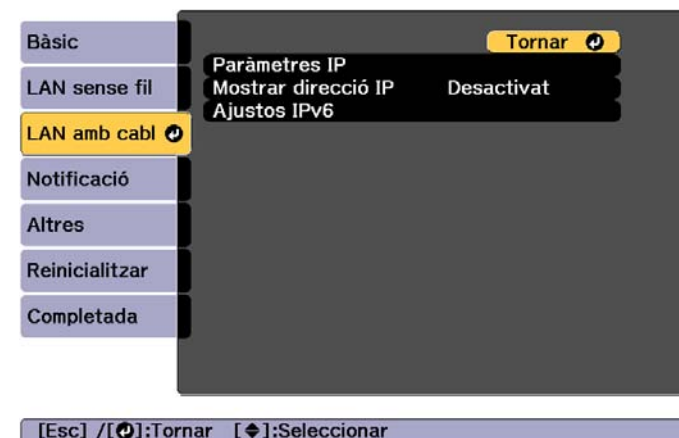 Bàsic
LAN sense fil
LAN amb cabl
Notificació
Altres
Reinicialitzar
Completada
Tornar
Paràmetres IP
Mostrar direcció IP Desactivat
Ajustos IPv6
[Esc] /[ ]:Tornar [ ]:Seleccionar